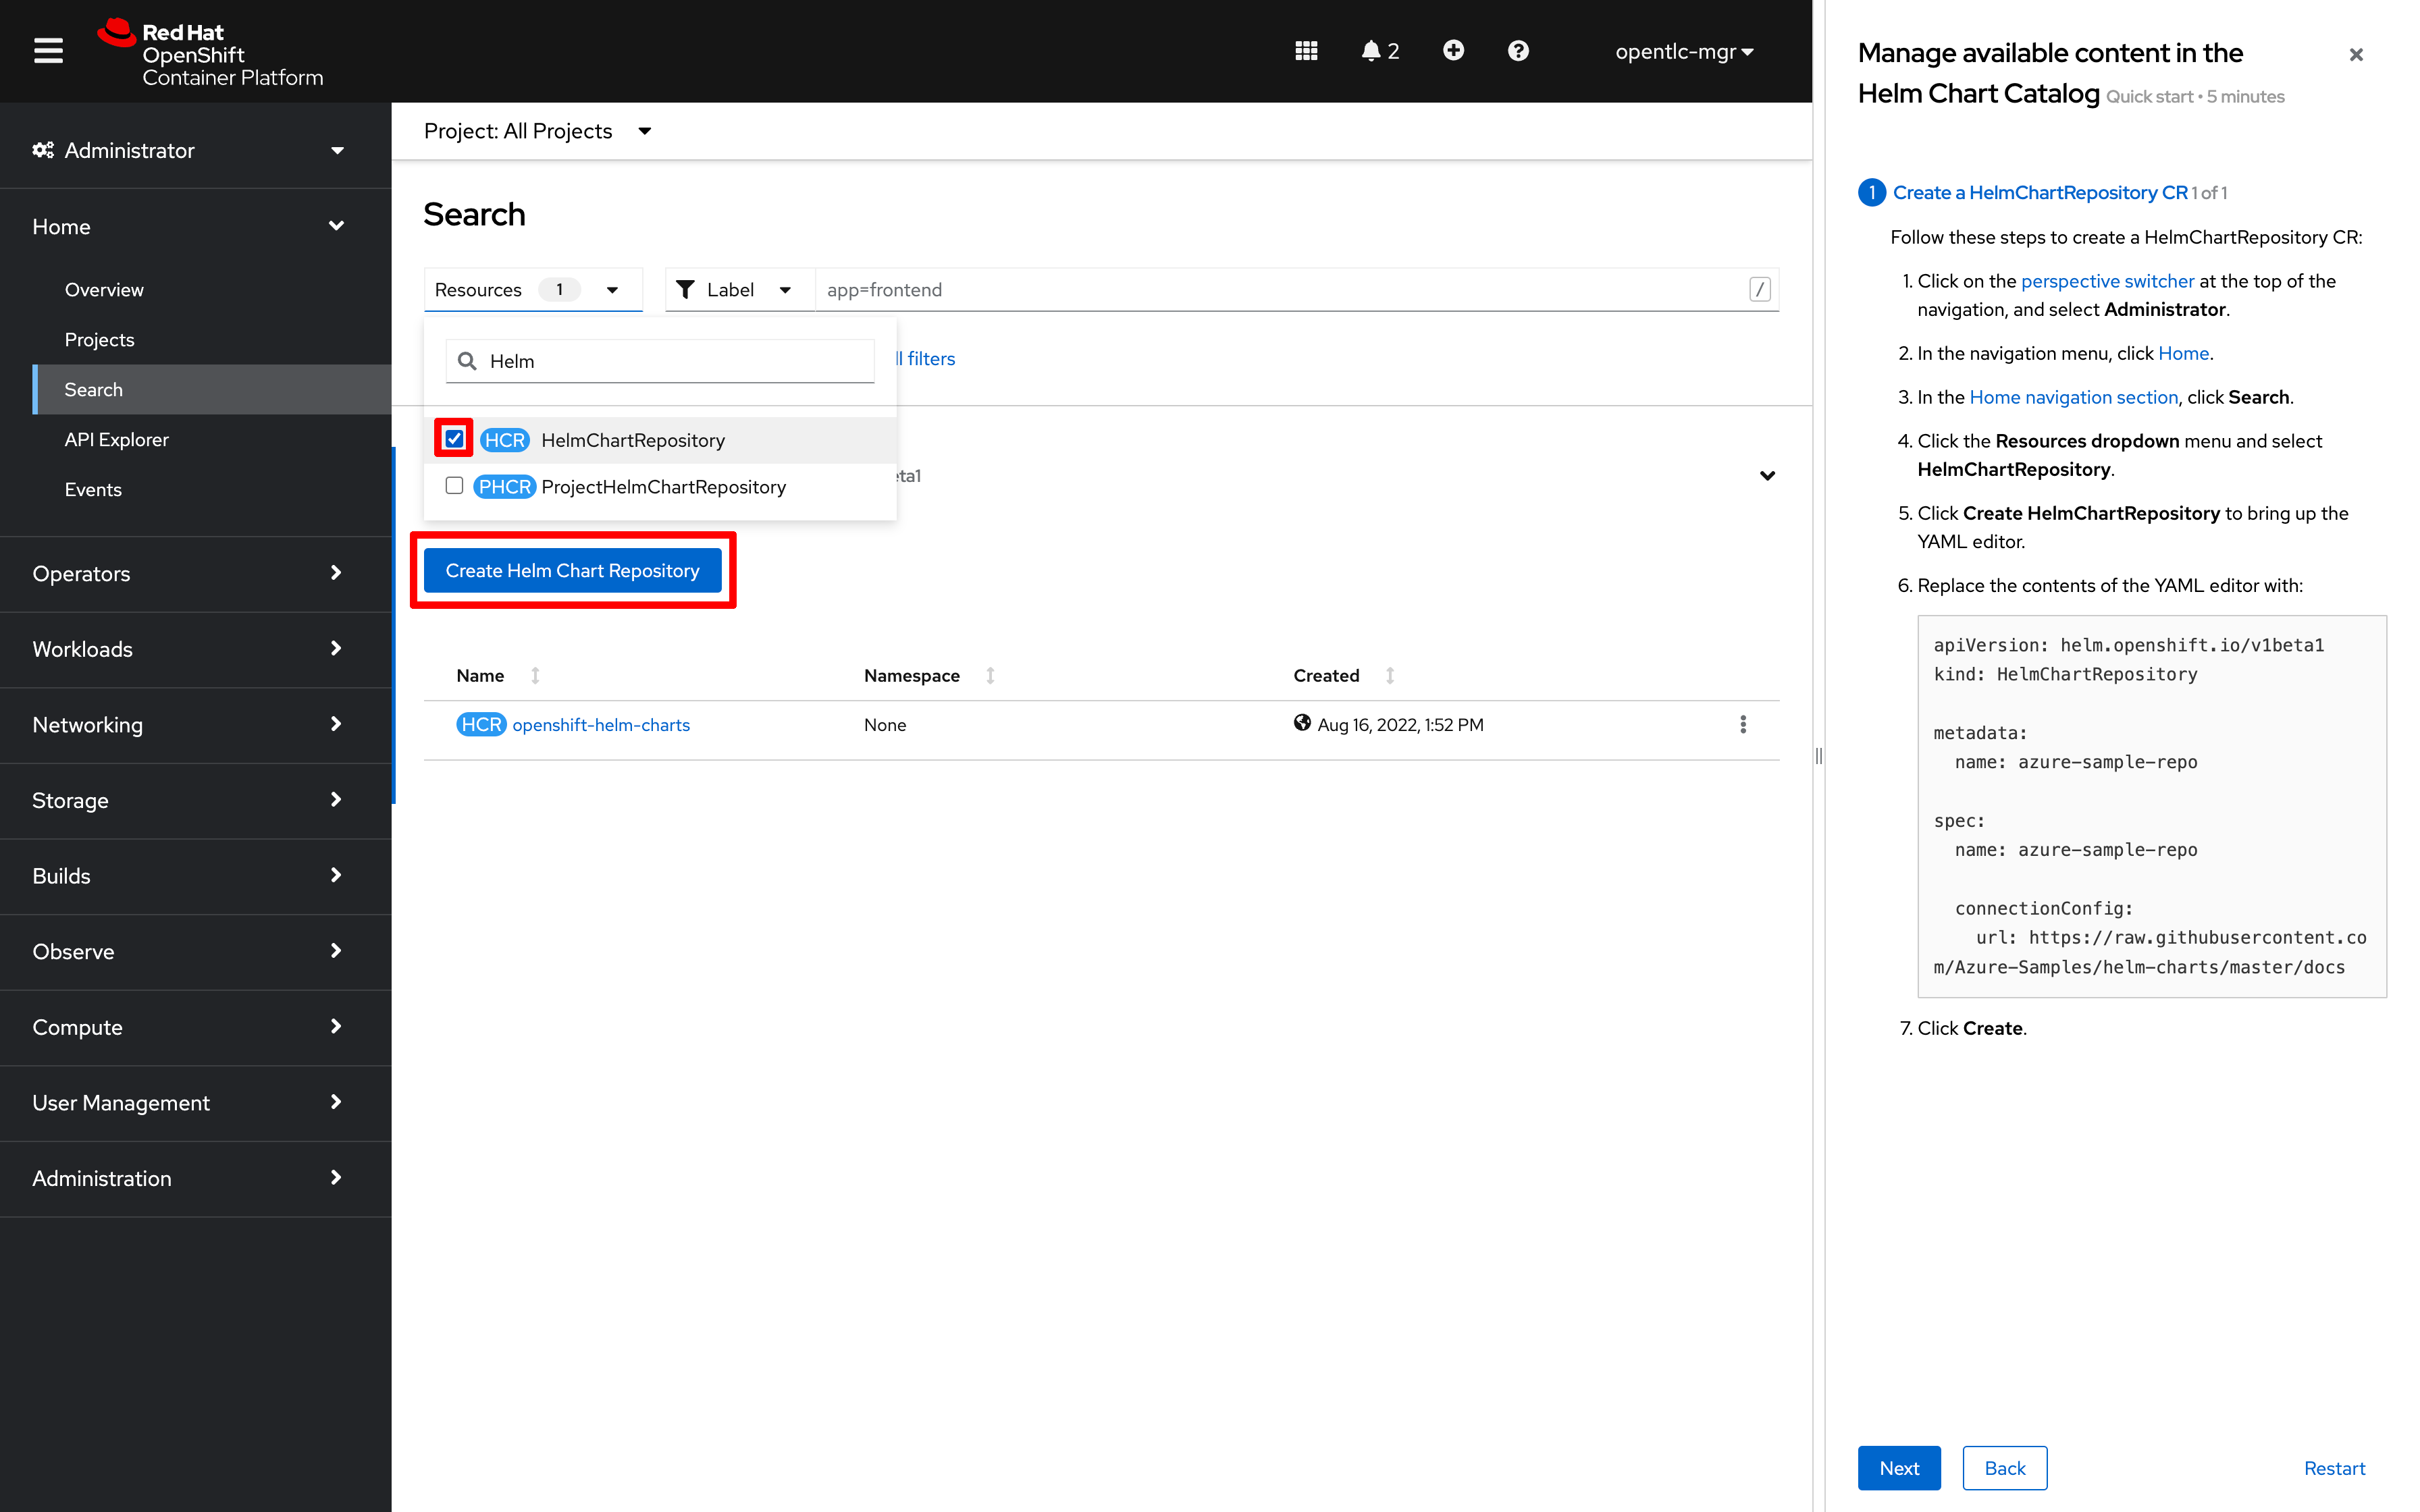 Red Hat
OpenShift
Container Platform
2
opentlc-mgr
Administrator
Home
Overview
Projects
Search
API Explorer
Events
Operators
Workloads
Networking
Storage
Builds
Observe
Compute
User Management
Administration
Project: All Projects
Search
Resources 1
Label
app=frontend
/
Helm
ll filters
HCR HelmChartRepository
PHCR ProjectHelmChartRepository
eta1
Create Helm Chart Repository
Name Namespace Created
HCR openshift-helm-charts None Aug 16, 2022, 1:52 PM
Manage available content in the
Helm Chart Catalog Quick start • 5 minutes
1 Create a HelmChartRepository CR 1 of 1
Follow these steps to create a HelmChartRepository CR:
1. Click on the perspective switcher at the top of the
navigation, and select Administrator.
2. In the navigation menu, click Home.
3. In the Home navigation section, click Search.
4. Click the Resources dropdown menu and select
HelmChartRepository.
5. Click Create HelmChartRepository to bring up the
YAML editor.
6. Replace the contents of the YAML editor with:
apiVersion: helm.openshift.io/v1beta1
kind: HelmChartRepository
metadata:
name: azure-sample-repo
spec:
name: azure-sample-repo
connectionConfig:
url: https://raw.githubusercontent.co
m/Azure-Samples/helm-charts/master/docs
7. Click Create.
Next
Back
Restart